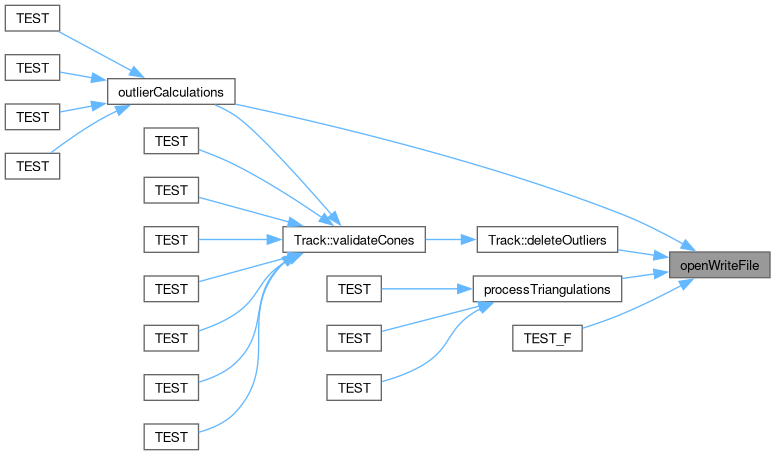 TEST
TEST
outlierCalculations
TEST
TEST
TEST
TEST
TEST
Track::validateCones
Track::deleteOutliers
openWriteFile
TEST
TEST
processTriangulations
TEST
TEST
TEST_F
TEST
TEST
TEST